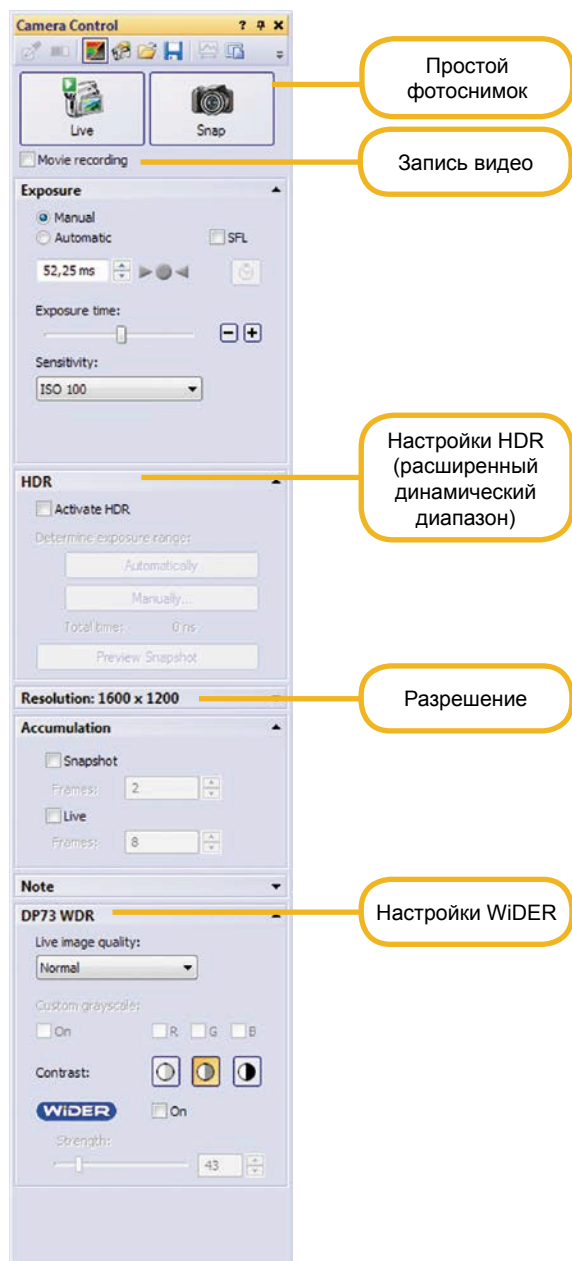 Camera Control
Live
Snap
Простой
фотоснимок
Movie recording
Запись видео
Exposure
Manual
Automatic
SFL
52,25 ms
Exposure time:
Sensitivity:
ISO 100
HDR
Настройки HDR
(расширенный
динамический
диапазон)
Activate HDR
Determine exposure range:
Automatically
Manually...
Total time: 0 ns
Preview Snapshot
Resolution: 1600 x 1200
Разрешение
Accumulation
Snapshot
Frames: 2
Live
Frames: 8
Note
DP73 WDR
Настройки WiDER
Live image quality:
Normal
Custom grayscale:
On R G B
Contrast:
WiDER On
Strength:
43